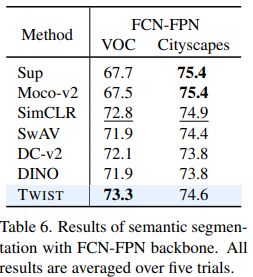 Method FCN-FPN
VOC Cityscapes
Sup 67.7 75.4
Moco-v2 67.5 75.4
SimCLR 72.8 74.9
SwAV 71.9 74.4
DC-v2 72.1 73.8
DINO 71.9 73.8
TWIST 73.3 74.6
Table 6. Results of semantic segmen-
tation with FCN-FPN backbone. All
results are averaged over five trials.